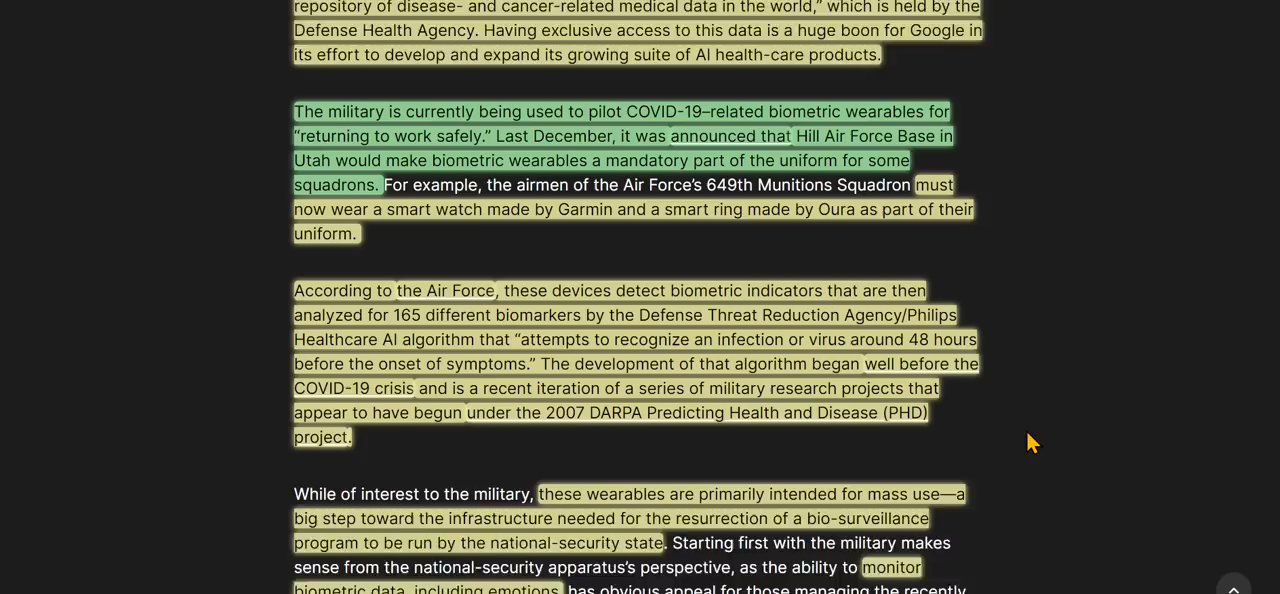 repository of disease- and cancer-related medical data in the world,” which is held by the
Defense Health Agency. Having exclusive access to this data is a huge boon for Google in
its effort to develop and expand its growing suite of AI health-care products.
The military is currently being used to pilot COVID-19–related biometric wearables for
“returning to work safely.” Last December, it was announced that Hill Air Force Base in
Utah would make biometric wearables a mandatory part of the uniform for some
squadrons. For example, the airmen of the Air Force’s 649th Munitions Squadron must
now wear a smart watch made by Garmin and a smart ring made by Oura as part of their
uniform.
According to the Air Force, these devices detect biometric indicators that are then
analyzed for 165 different biomarkers by the Defense Threat Reduction Agency/Philips
Healthcare AI algorithm that “attempts to recognize an infection or virus around 48 hours
before the onset of symptoms.” The development of that algorithm began well before the
COVID-19 crisis and is a recent iteration of a series of military research projects that
appear to have begun under the 2007 DARPA Predicting Health and Disease (PHD)
project.
While of interest to the military, these wearables are primarily intended for mass use—a
big step toward the infrastructure needed for the resurrection of a bio-surveillance
program to be run by the national-security state. Starting first with the military makes
sense from the national-security apparatus’s perspective, as the ability to monitor
biometric data, including emotions, has obvious appeal for those managing the recently